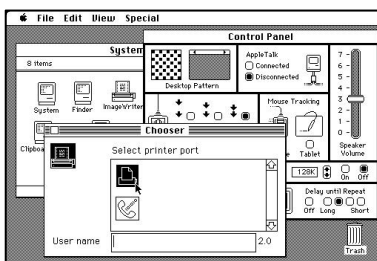 File Edit View Special
System
8 items
System Finder ImageWriter
Clipboa
Control Panel
Desktop Pattern
AppleTalk
Connected
Disconnected
Mouse Tracking
Tablet
7
6
5
4
3
2
1
0
Speaker
Volume
128K
On Off
Delay until Repeat
Off Long Short
Chooser
Select printer port
User name
2.0
Trash